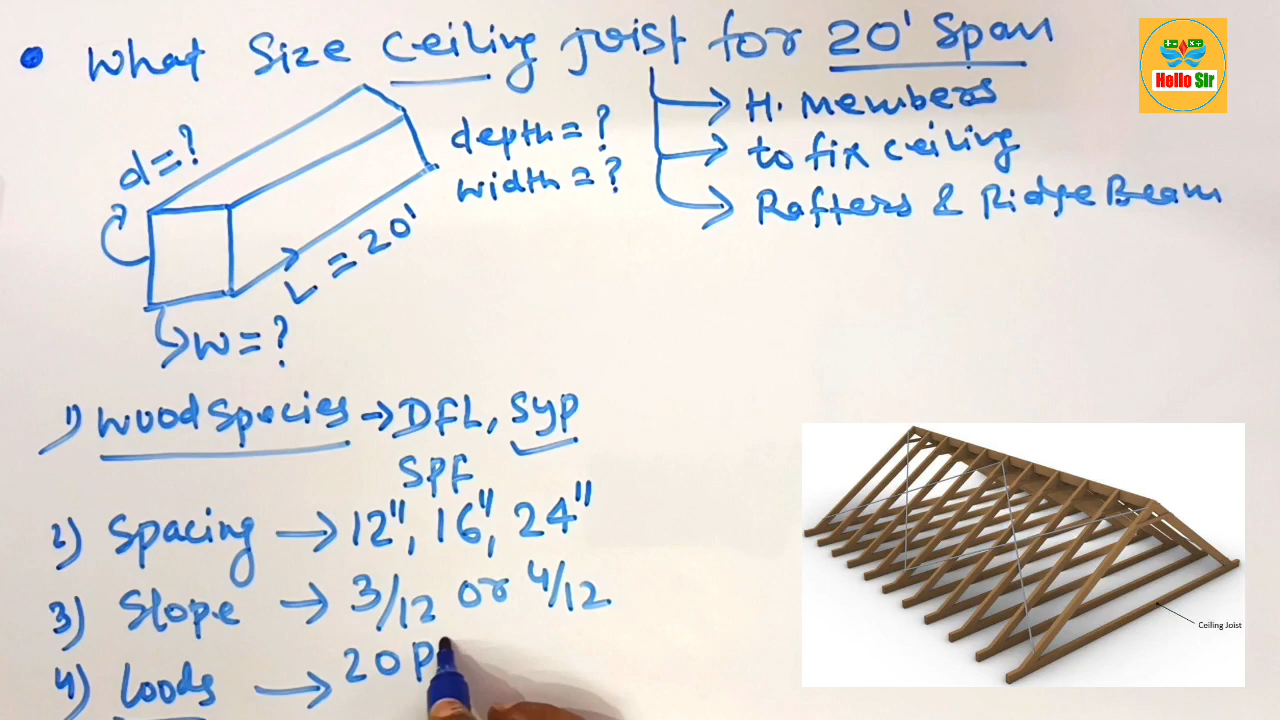 What Size Ceiling Joist for 20' Span
Hello Sir
→ H. Members
→ to fix ceiling
→ Rafters & Ridge Beam
d=?
depth = ?
width = ?
L = 20'
→ W = ?
1) Wood Species → DFL, SYP
SPF
2) Spacing → 12", 16", 24"
3) Slope → 3/12 or 4/12
4) Loads → 20 P
Ceiling Joist